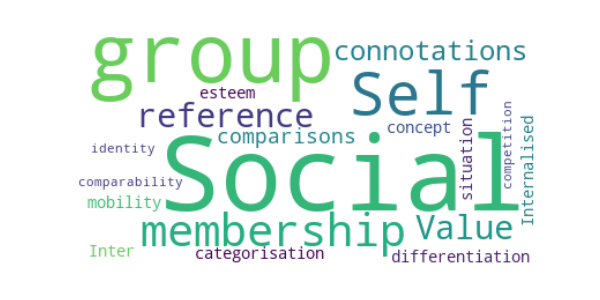 group
connotations
esteem
Self
reference
comparisons
concept
competition
Internalised
situation
identity
Social
comparability
mobility
membership
Value
Inter
categorisation
differentiation